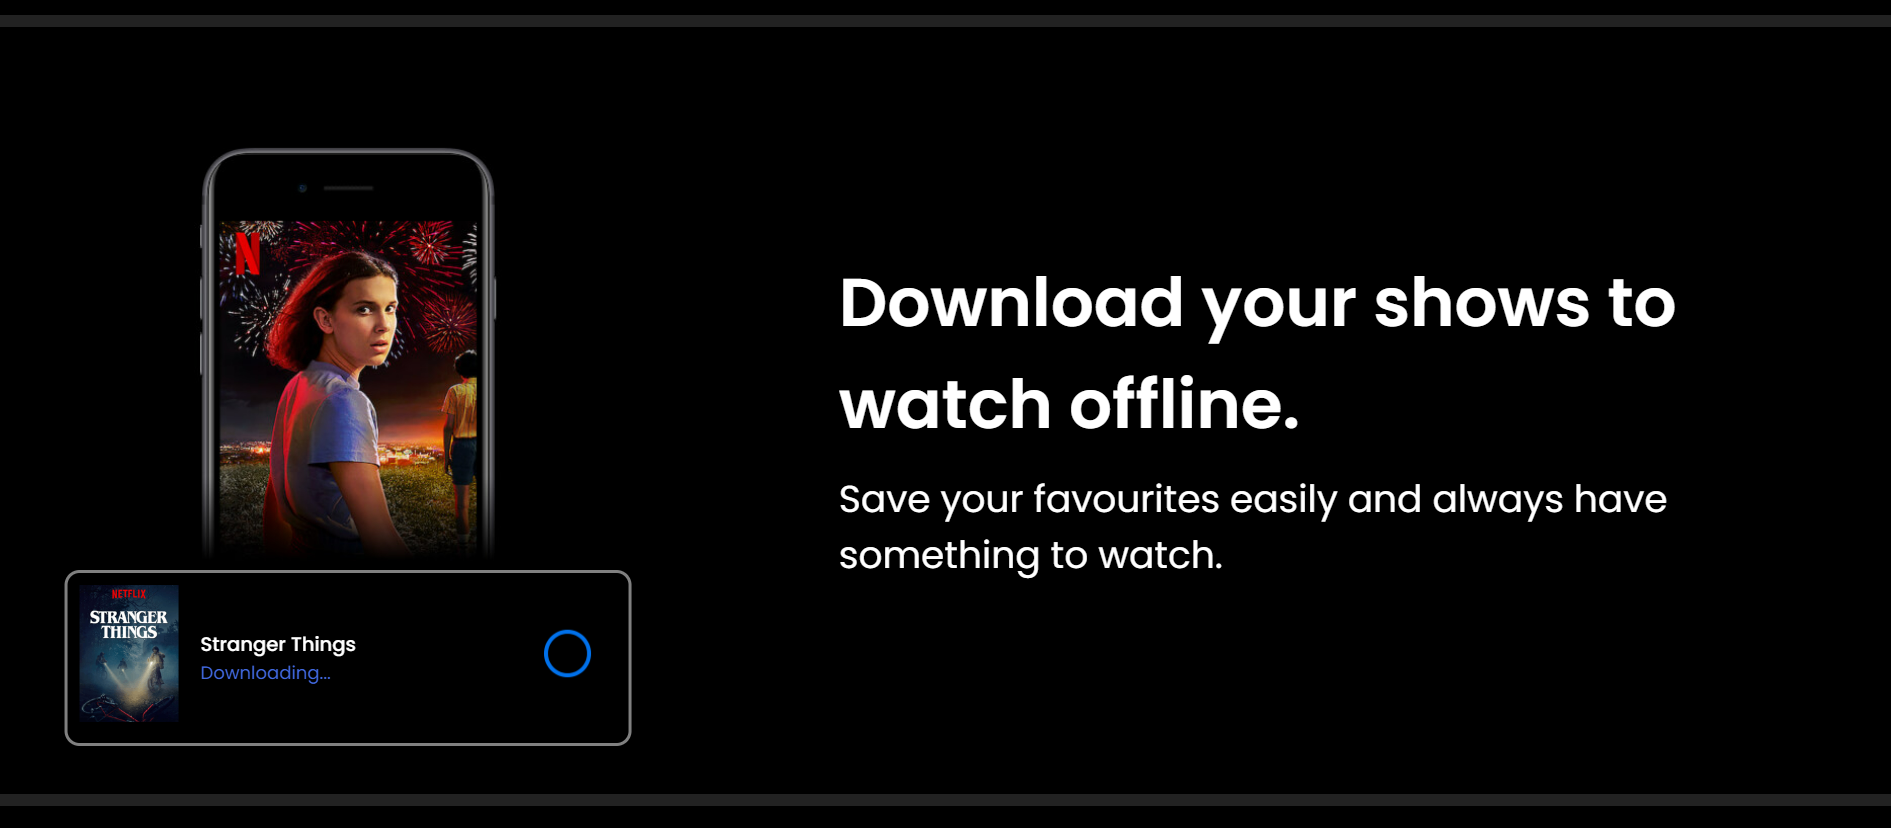 N
Download your shows to
watch offline.
Save your favourites easily and always have
something to watch.
NETFLIX
STRANGER
THINGS
Stranger Things
Downloading...